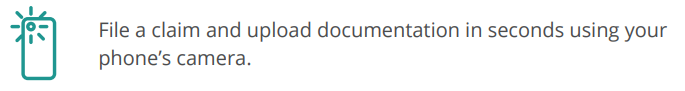 File a claim and upload documentation in seconds using your
phone’s camera.